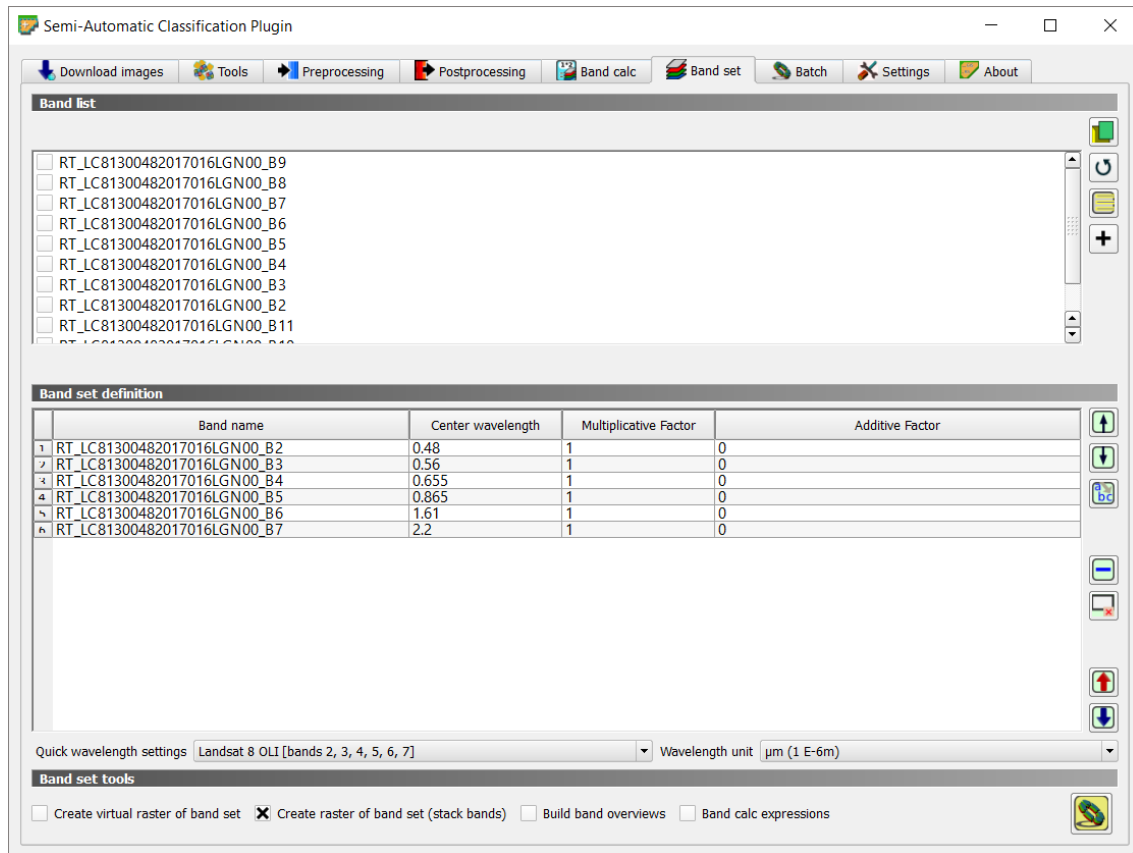 Semi-Automatic Classification Plugin
Download images Tools Preprocessing Postprocessing Band calc Band set Batch Settings About
Band list
RT_LC81300482017016LGN00_B9
RT_LC81300482017016LGN00_B8
RT_LC81300482017016LGN00_B7
RT_LC81300482017016LGN00_B6
RT_LC81300482017016LGN00_B5
RT_LC81300482017016LGN00_B4
RT_LC81300482017016LGN00_B3
RT_LC81300482017016LGN00_B2
RT_LC81300482017016LGN00_B11
Band set definition
Band name Center wavelength Multiplicative Factor Additive Factor
1 RT_LC81300482017016LGN00_B2 0.48 1 0
2 RT_LC81300482017016LGN00_B3 0.56 1 0
3 RT_LC81300482017016LGN00_B4 0.655 1 0
4 RT_LC81300482017016LGN00_B5 0.865 1 0
5 RT_LC81300482017016LGN00_B6 1.61 1 0
6 RT_LC81300482017016LGN00_B7 2.2 1 0
Quick wavelength settings Landsat 8 OLI [bands 2, 3, 4, 5, 6, 7] Wavelength unit µm (1 E-6m)
Band set tools
Create virtual raster of band set Create raster of band set (stack bands) Build band overviews Band calc expressions